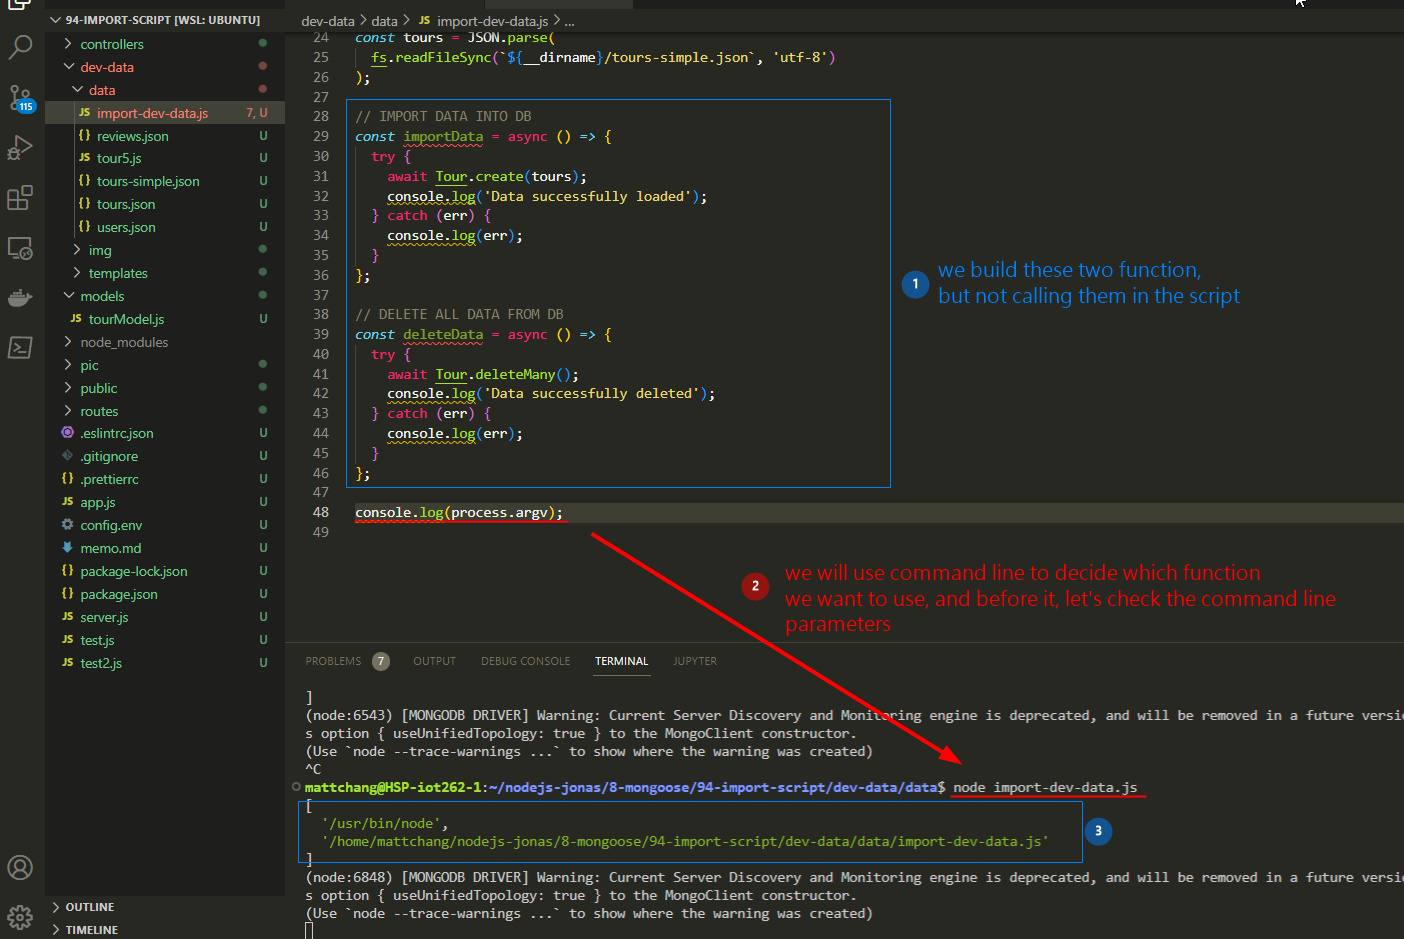 94-IMPORT-SCRIPT [WSL: UBUNTU]
controllers
dev-data
data
import-dev-data.js 7, U
reviews.json U
tour5.js U
tours-simple.json U
tours.json U
users.json U
img
templates
models
tourModel.js U
node_modules
pic
public
routes
.eslintrc.json U
.gitignore U
.prettierrc U
app.js U
config.env U
memo.md U
package-lock.json U
package.json U
server.js U
test.js U
test2.js U
OUTLINE
TIMELINE
115
dev-data > data > JS import-dev-data.js > ...
24 const tours = JSON.parse(
25 fs.readFileSync(`${__dirname}/tours-simple.json`, 'utf-8')
26 );
27
28 // IMPORT DATA INTO DB
29 const importData = async () => {
30 try {
31 await Tour.create(tours);
32 console.log('Data successfully loaded');
33 } catch (err) {
34 console.log(err);
35 }
36 };
37
38 // DELETE ALL DATA FROM DB
39 const deleteData = async () => {
40 try {
41 await Tour.deleteMany();
42 console.log('Data successfully deleted');
43 } catch (err) {
44 console.log(err);
45 }
46 };
47
48 console.log(process.argv);
49
1 we build these two function,
but not calling them in the script
2 we will use command line to decide which function
we want to use, and before it, let's check the command line
parameters
PROBLEMS 7 OUTPUT DEBUG CONSOLE TERMINAL JUPYTER
]
(node:6543) [MONGODB DRIVER] Warning: Current Server Discovery and Monitoring engine is deprecated, and will be removed in a future versi
s option { useUnifiedTopology: true } to the MongoClient constructor.
(Use `node --trace-warnings ...` to show where the warning was created)
^C
mattchang@HSP-iot262-1:~/nodejs-jonas/8-mongoose/94-import-script/dev-data/data$ node import-dev-data.js
[
'/usr/bin/node',
'/home/mattchang/nodejs-jonas/8-mongoose/94-import-script/dev-data/data/import-dev-data.js'
]
3
(node:6848) [MONGODB DRIVER] Warning: Current Server Discovery and Monitoring engine is deprecated, and will be removed in a future versi
s option { useUnifiedTopology: true } to the MongoClient constructor.
(Use `node --trace-warnings ...` to show where the warning was created)